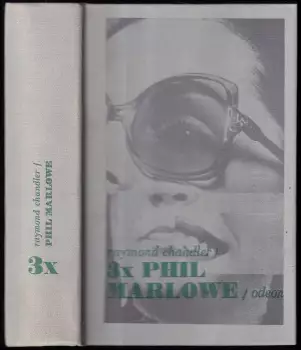 raymond chandler /
PHIL MARLOWE
3x
raymond chandler /
3x PHIL
MARLOWE / odeon